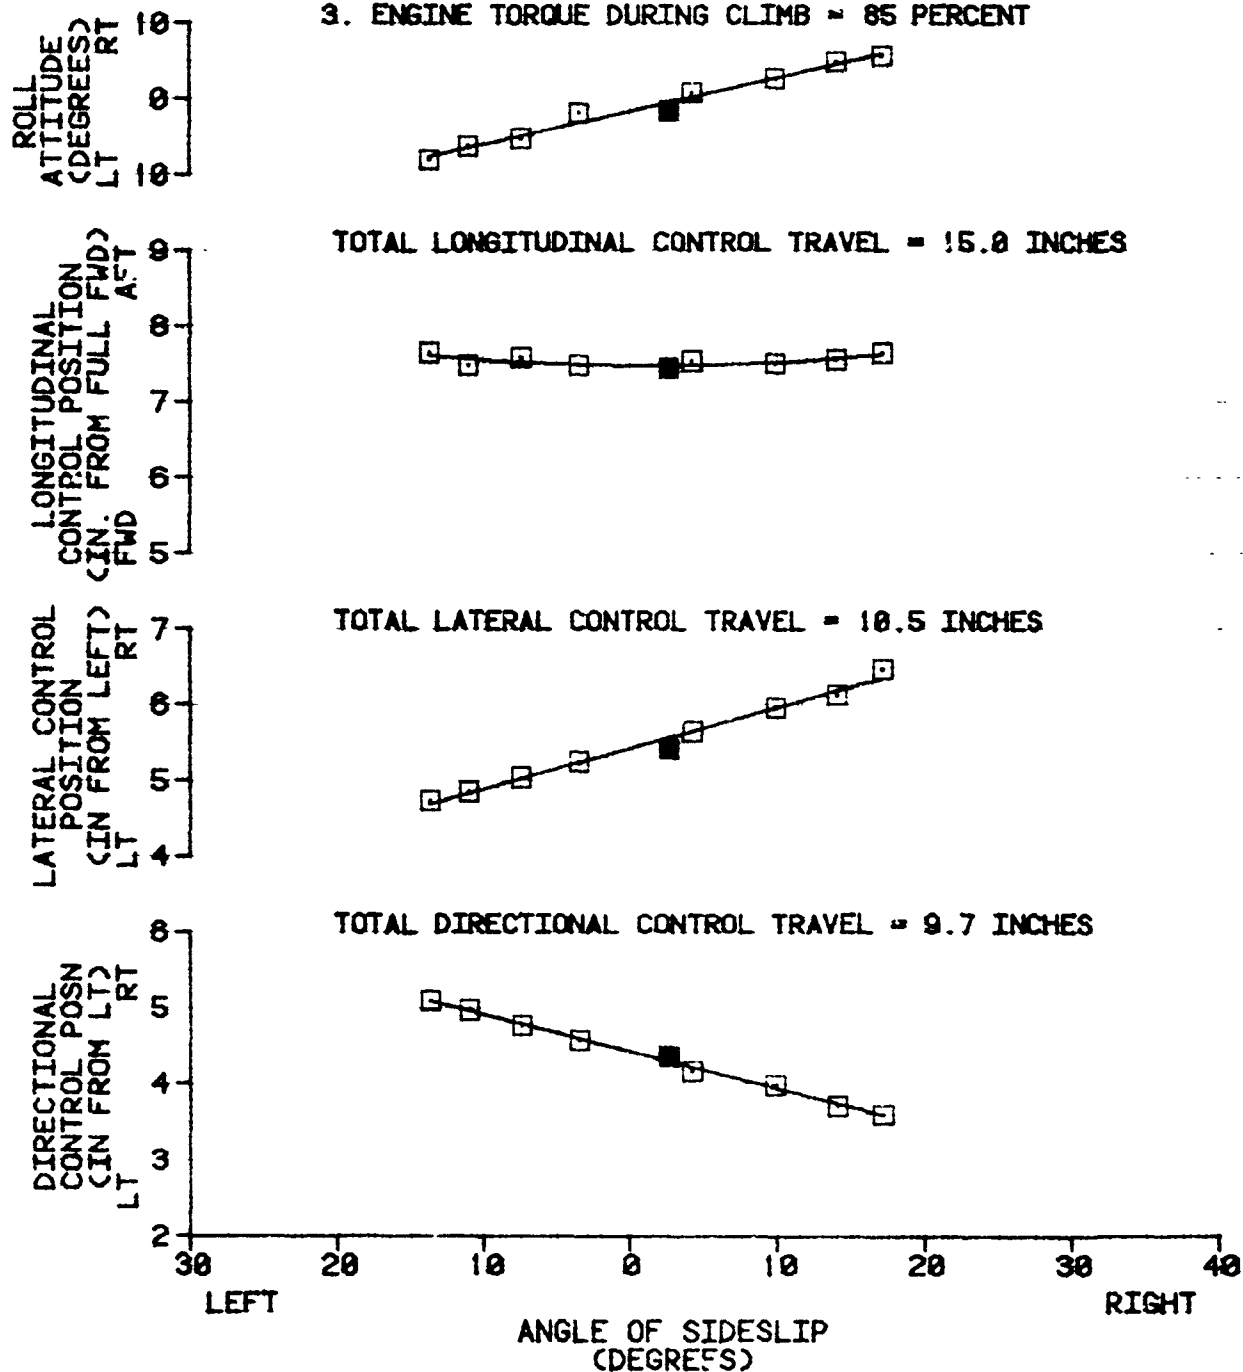 3. ENGINE TORQUE DURING CLIMB = 85 PERCENT
ROLL
ATTITUDE
(DEGREES)
LT RT
10
0
10
TOTAL LONGITUDINAL CONTROL TRAVEL = 15.0 INCHES
LONGITUDINAL
CONTROL POSITION
(IN. FROM FULL FWD)
FWD AFT
9
8
7
6
5
TOTAL LATERAL CONTROL TRAVEL = 10.5 INCHES
LATERAL CONTROL
POSITION
(IN FROM LEFT)
LT RT
7
6
5
4
TOTAL DIRECTIONAL CONTROL TRAVEL = 9.7 INCHES
DIRECTIONAL
CONTROL POSN
(IN FROM LT)
LT RT
6
5
4
3
2
30 20 10 0 10 20 30 40
LEFT RIGHT
ANGLE OF SIDESLIP
(DEGREES)